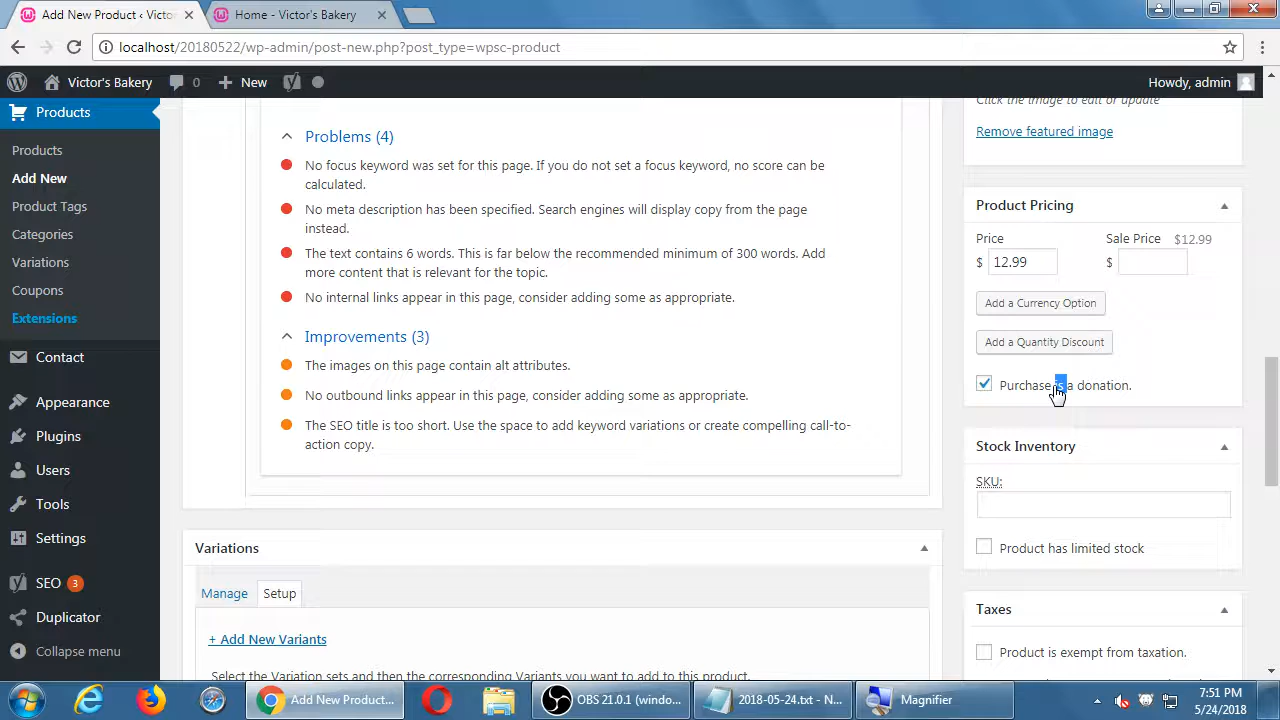 Add New Product ‹ Victor
Home - Victor's Bakery
localhost/20180522/wp-admin/post-new.php?post_type=wpsc-product
Victor's Bakery
0
New
Howdy, admin
Products
Products
Add New
Product Tags
Categories
Variations
Coupons
Extensions
Contact
Appearance
Plugins
Users
Tools
Settings
SEO 3
Duplicator
Collapse menu
Problems (4)
No focus keyword was set for this page. If you do not set a focus keyword, no score can be
calculated.
No meta description has been specified. Search engines will display copy from the page
instead.
The text contains 6 words. This is far below the recommended minimum of 300 words. Add
more content that is relevant for the topic.
No internal links appear in this page, consider adding some as appropriate.
Improvements (3)
The images on this page contain alt attributes.
No outbound links appear in this page, consider adding some as appropriate.
The SEO title is too short. Use the space to add keyword variations or create compelling call-to-
action copy.
Variations
Manage
Setup
+ Add New Variants
Select the Variation sets and then the corresponding Variants you want to add to this product.
Click the image to edit or update
Remove featured image
Product Pricing
Price
Sale Price $12.99
$ 12.99
$
Add a Currency Option
Add a Quantity Discount
Purchase is a donation.
Stock Inventory
SKU:
Product has limited stock
Taxes
Product is exempt from taxation.
Add New Product...
OBS 21.0.1 (windo...
2018-05-24.txt - N...
Magnifier
7:51 PM
5/24/2018